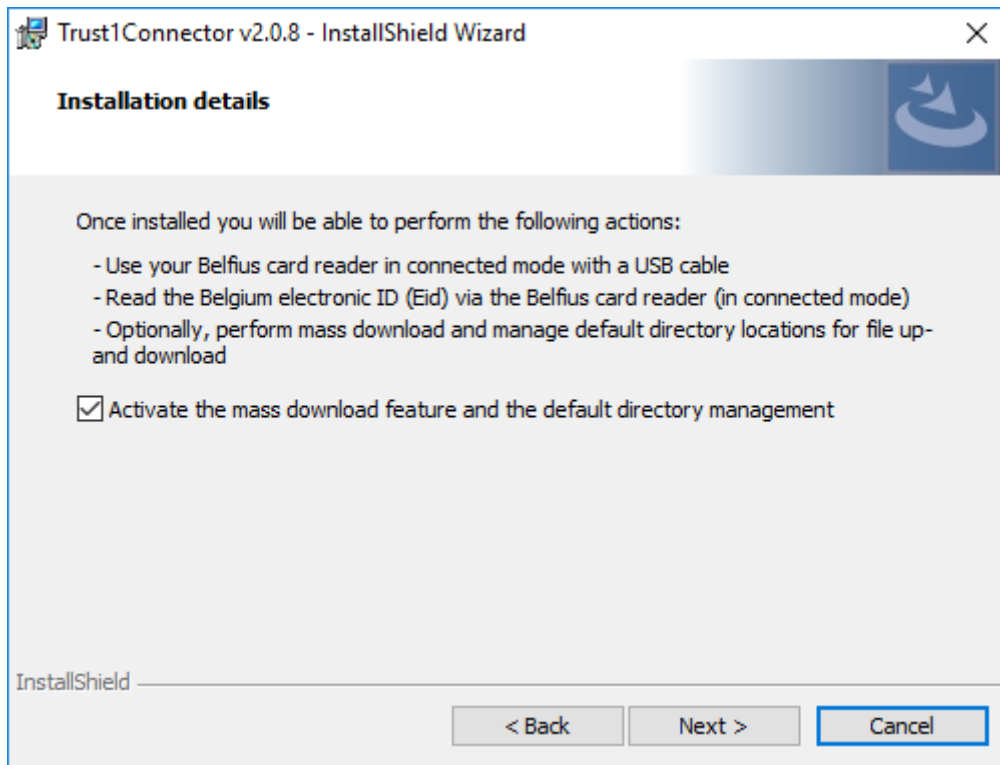 Trust1Connector v2.0.8 - InstallShield Wizard
Installation details
Once installed you will be able to perform the following actions:
- Use your Belfius card reader in connected mode with a USB cable
- Read the Belgium electronic ID (Eid) via the Belfius card reader (in connected mode)
- Optionally, perform mass download and manage default directory locations for file up-
and download
Activate the mass download feature and the default directory management
InstallShield
< Back
Next >
Cancel